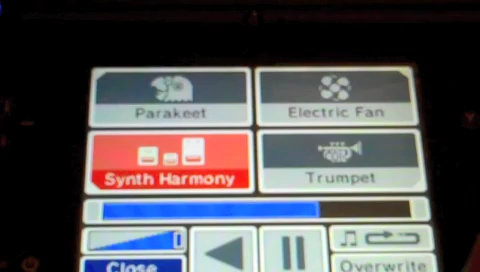 Parakeet
Electric Fan
Synth Harmony
Trumpet
Close
Overwrite